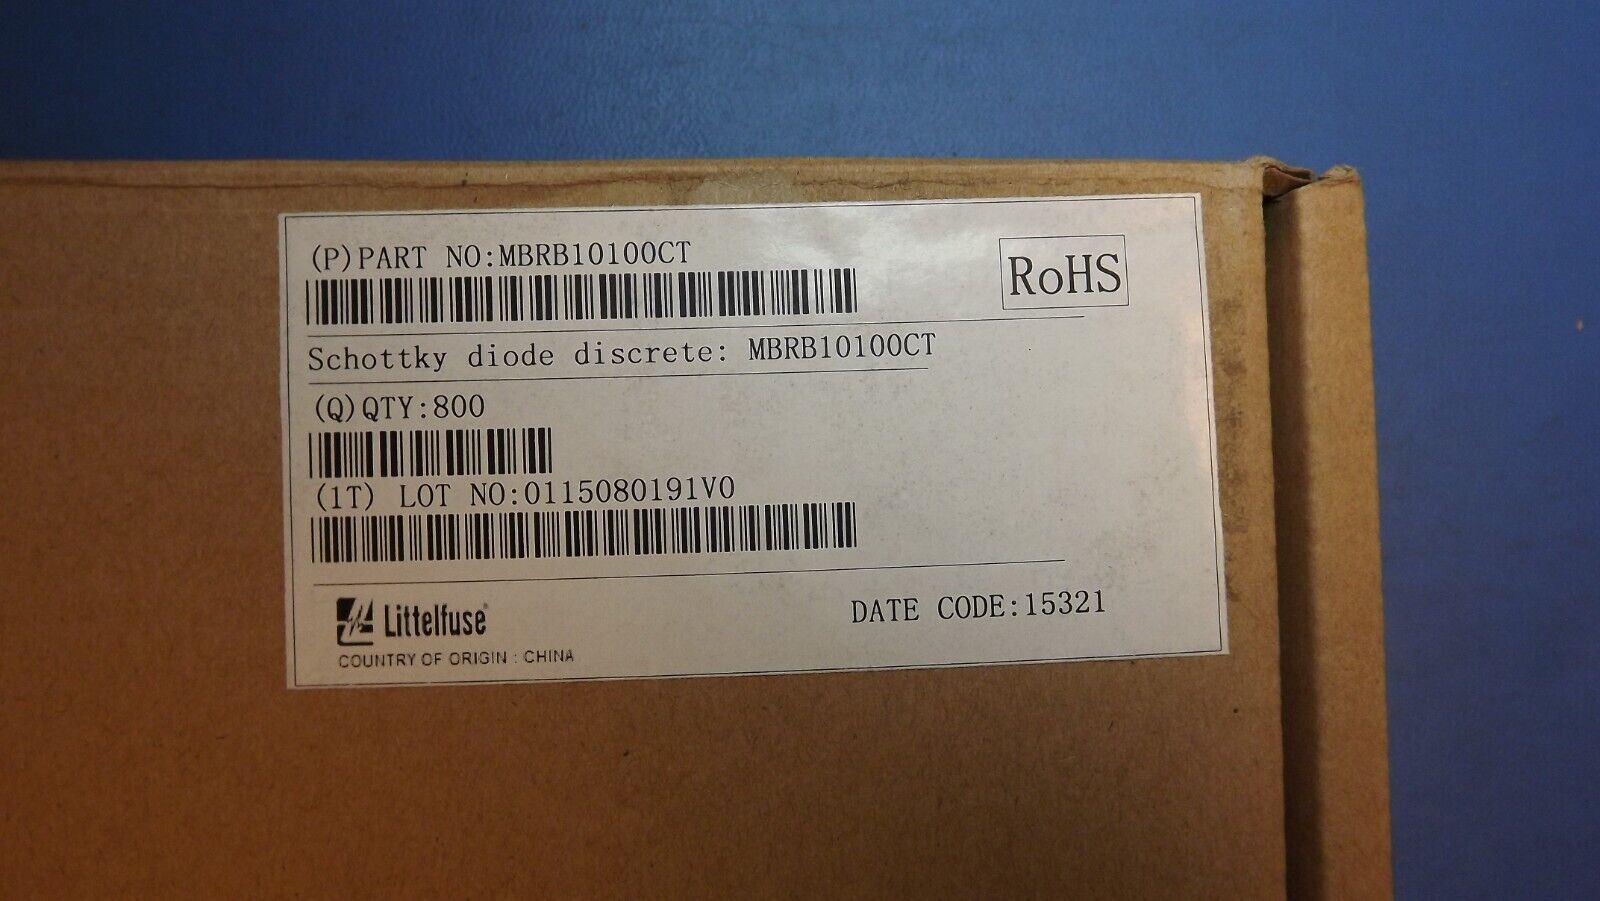 (P)PART NO:MBRB10100CT
RoHS
Schottky diode discrete: MBRB10100CT
(Q)QTY:800
(1T) LOT NO:0115080191V0
Littelfuse®
DATE CODE:15321
COUNTRY OF ORIGIN : CHINA